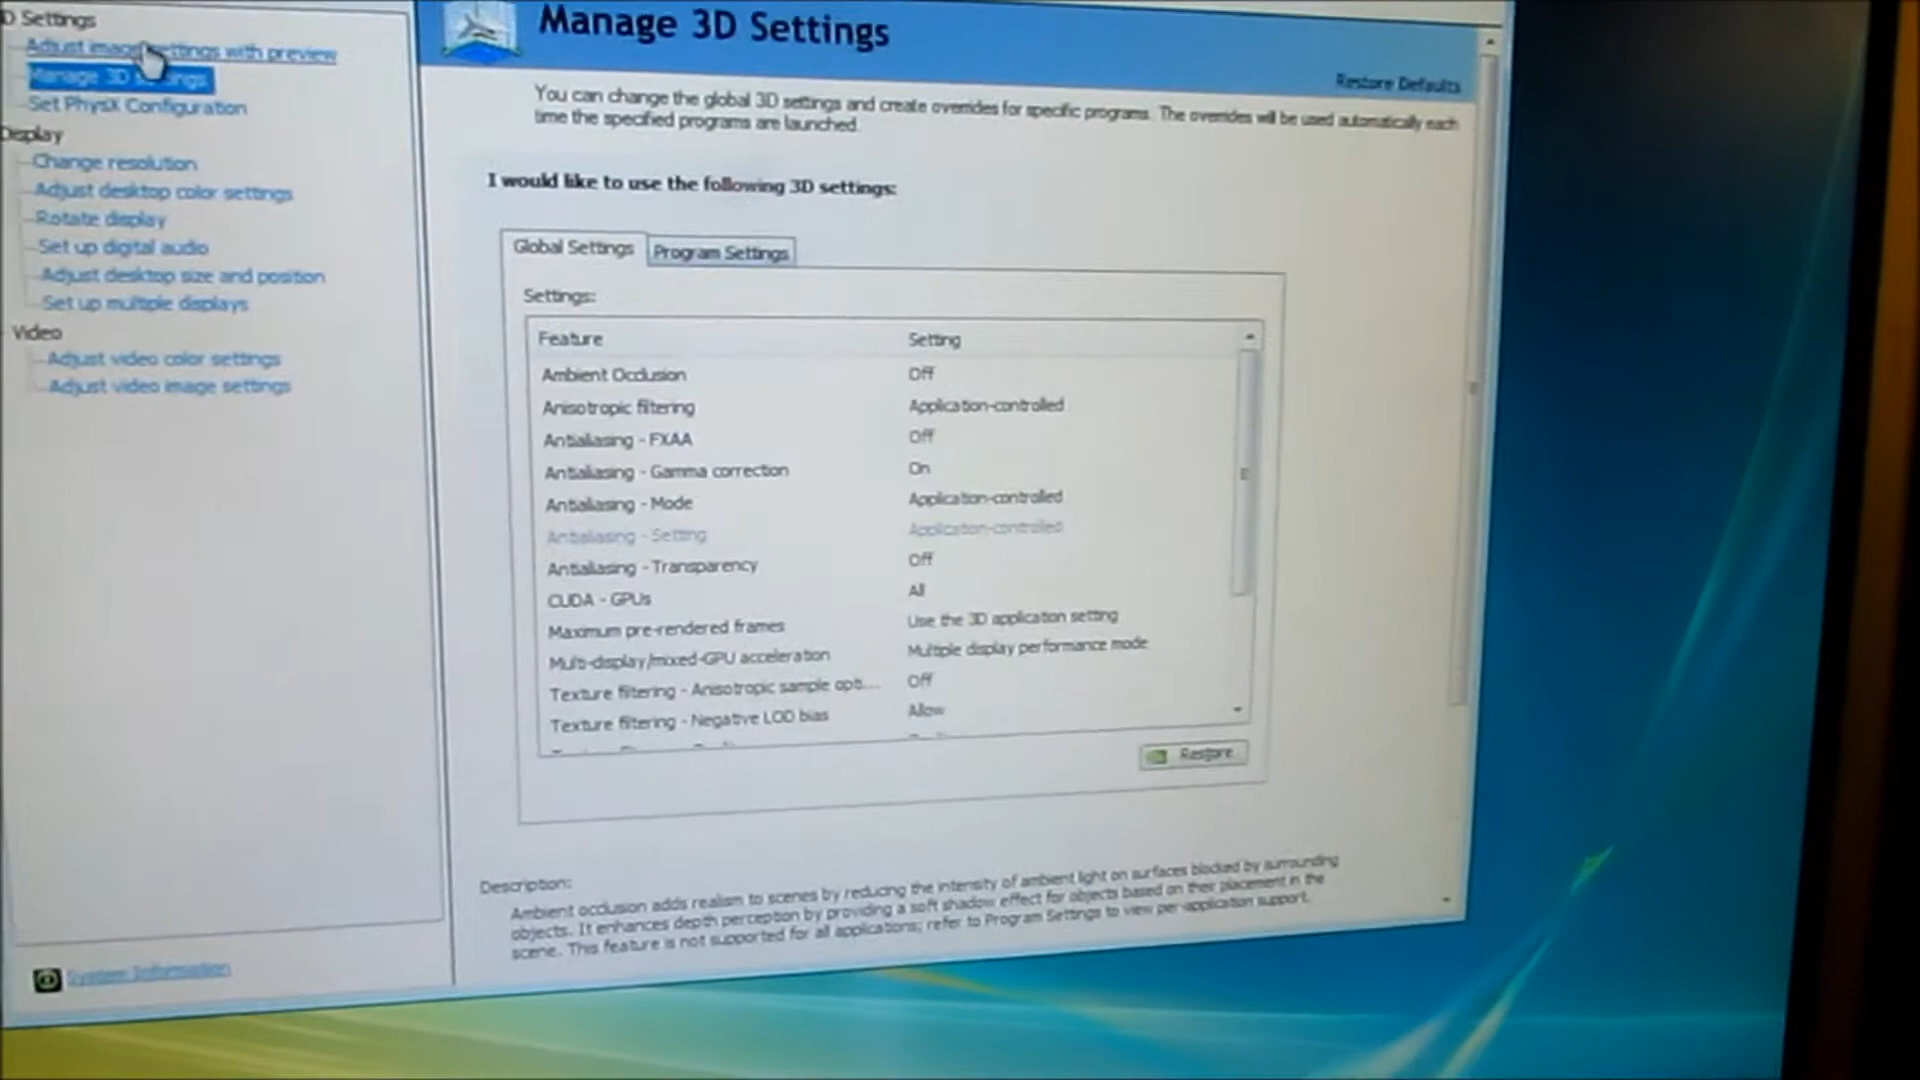 D Settings
Adjust image settings with preview
Manage 3D Settings
Set PhysX Configuration
Display
Change resolution
Adjust desktop color settings
Rotate display
Set up digital audio
Adjust desktop size and position
Set up multiple displays
Video
Adjust video color settings
Adjust video image settings
System Information
Manage 3D Settings
Restore Defaults
You can change the global 3D settings and create overrides for specific programs. The overrides will be used automatically each
time the specified programs are launched.
I would like to use the following 3D settings:
Global Settings
Program Settings
Settings:
Feature Setting
Ambient Occlusion Off
Anisotropic filtering Application-controlled
Antialiasing - FXAA Off
Antialiasing - Gamma correction On
Antialiasing - Mode Application-controlled
Antialiasing - Setting Application-controlled
Antialiasing - Transparency Off
CUDA - GPUs All
Maximum pre-rendered frames Use the 3D application setting
Multi-display/mixed-GPU acceleration Multiple display performance mode
Texture filtering - Anisotropic sample opti... Off
Texture filtering - Negative LOD bias Allow
Restore
Description:
Ambient occlusion adds realism to scenes by reducing the intensity of ambient light on surfaces blocked by surrounding
objects. It enhances depth perception by providing a soft shadow effect for objects based on their placement in the
scene. This feature is not supported for all applications; refer to Program Settings to view per-application support.